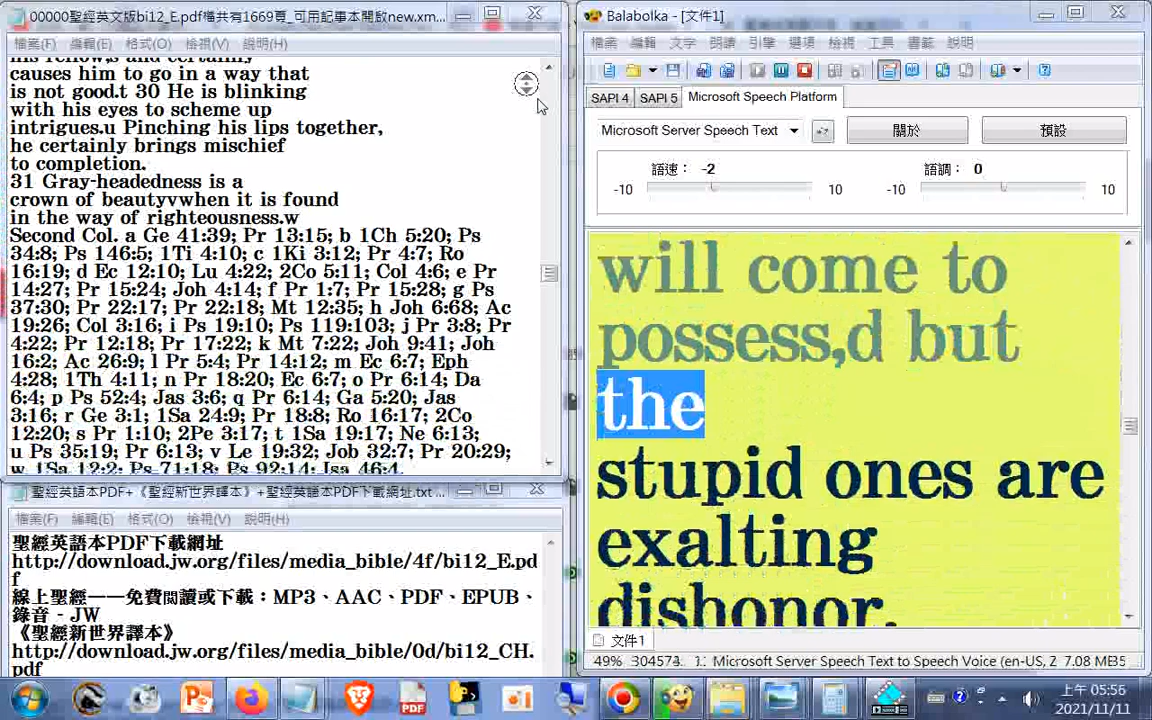 00000聖經英文版bi12_E.pdf檔共有1669頁_可用記事本開啟new.xm...
檔案(F) 編輯(E) 格式(O) 檢視(V) 說明(H)
his fellow,s and certainly
causes him to go in a way that
is not good.t 30 He is blinking
with his eyes to scheme up
intrigues.u Pinching his lips together,
he certainly brings mischief
to completion.
31 Gray-headedness is a
crown of beautyvwhen it is found
in the way of righteousness.w
Second Col. a Ge 41:39; Pr 13:15; b 1Ch 5:20; Ps
34:8; Ps 146:5; 1Ti 4:10; c 1Ki 3:12; Pr 4:7; Ro
16:19; d Ec 12:10; Lu 4:22; 2Co 5:11; Col 4:6; e Pr
14:27; Pr 15:24; Joh 4:14; f Pr 1:7; Pr 15:28; g Ps
37:30; Pr 22:17; Pr 22:18; Mt 12:35; h Joh 6:68; Ac
19:26; Col 3:16; i Ps 19:10; Ps 119:103; j Pr 3:8; Pr
4:22; Pr 12:18; Pr 17:22; k Mt 7:22; Joh 9:41; Joh
16:2; Ac 26:9; l Pr 5:4; Pr 14:12; m Ec 6:7; Eph
4:28; 1Th 4:11; n Pr 18:20; Ec 6:7; o Pr 6:14; Da
6:4; p Ps 52:4; Jas 3:6; q Pr 6:14; Ga 5:20; Jas
3:16; r Ge 3:1; 1Sa 24:9; Pr 18:8; Ro 16:17; 2Co
12:20; s Pr 1:10; 2Pe 3:17; t 1Sa 19:17; Ne 6:13;
u Ps 35:19; Pr 6:13; v Le 19:32; Job 32:7; Pr 20:29;
w 1Sa 12:2; Ps 71:18; Ps 92:14; Isa 46:4.
聖經英語本PDF+《聖經新世界譯本》+聖經英語本PDF下載網址.txt ...
檔案(F) 編輯(E) 格式(O) 檢視(V) 說明(H)
聖經英語本PDF下載網址
http://download.jw.org/files/media_bible/4f/bi12_E.pd
f
線上聖經——免費閱讀或下載：MP3、AAC、PDF、EPUB、
錄音 - JW
《聖經新世界譯本》
http://download.jw.org/files/media_bible/0d/bi12_CH.
pdf
Balabolka - [文件1]
檔案 編輯 文字 朗讀 引擎 選項 檢視 工具 書籤 說明
SAPI 4 SAPI 5 Microsoft Speech Platform
Microsoft Server Speech Text 關於 預設
語速： -2 語調： 0
-10 10 -10 10
will come to
possess,d but
the
stupid ones are
exalting
dishonor.
文件1
49% Microsoft Server Speech Text to Speech Voice (en-US, Z 7.08 MB
上午 05:56
2021/11/11